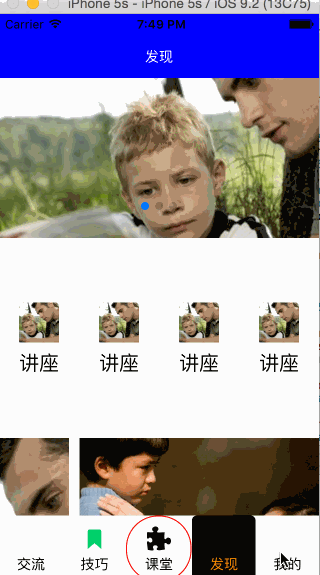 iPhone 5s - iPhone 5s / iOS 9.2 (13C75)
Carrier 7:49 PM
发现
讲座 讲座 讲座 讲座
交流 技巧 课堂 发现 我的